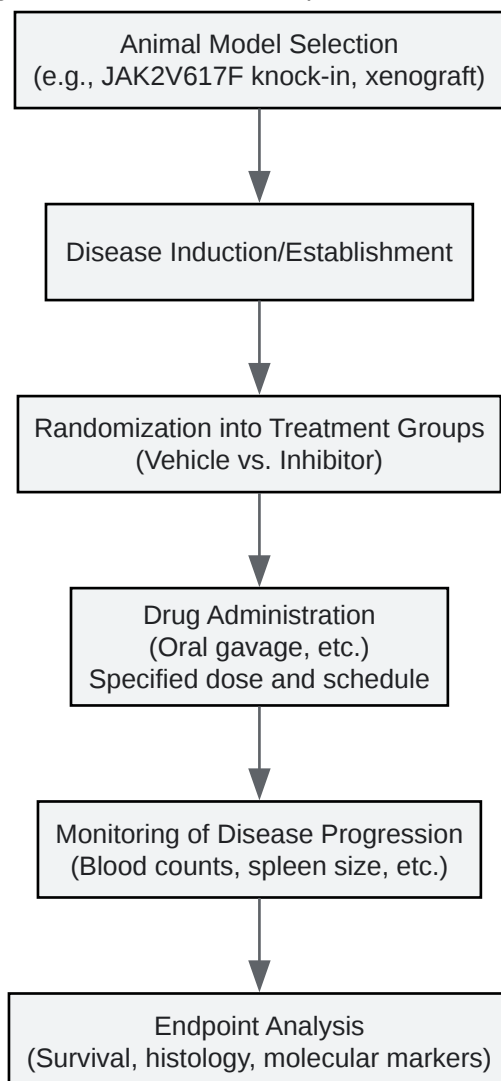 Animal Model Selection
(e.g., JAK2V617F knock-in, xenograft)
Disease Induction/Establishment
Randomization into Treatment Groups
(Vehicle vs. Inhibitor)
Drug Administration
(Oral gavage, etc.)
Specified dose and schedule
Monitoring of Disease Progression
(Blood counts, spleen size, etc.)
Endpoint Analysis
(Survival, histology, molecular markers)